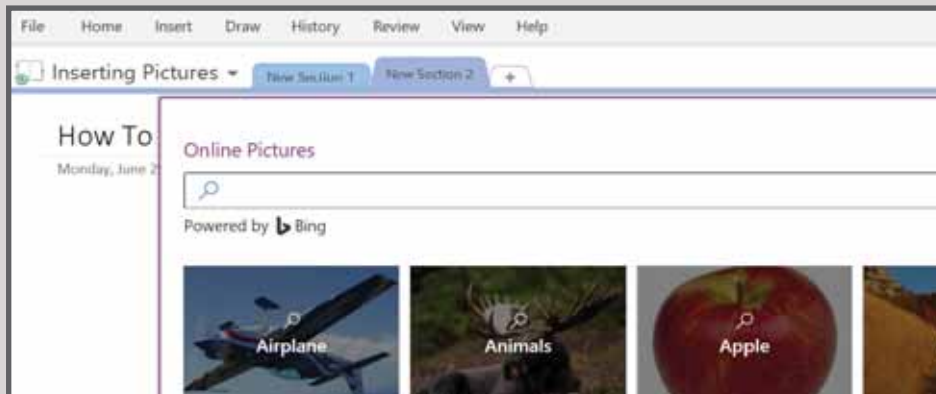 File Home Insert Draw History Review View Help
Inserting Pictures New Section 1 New Section 2 +
How To
Monday, June 2
Online Pictures
Powered by Bing
Airplane Animals Apple